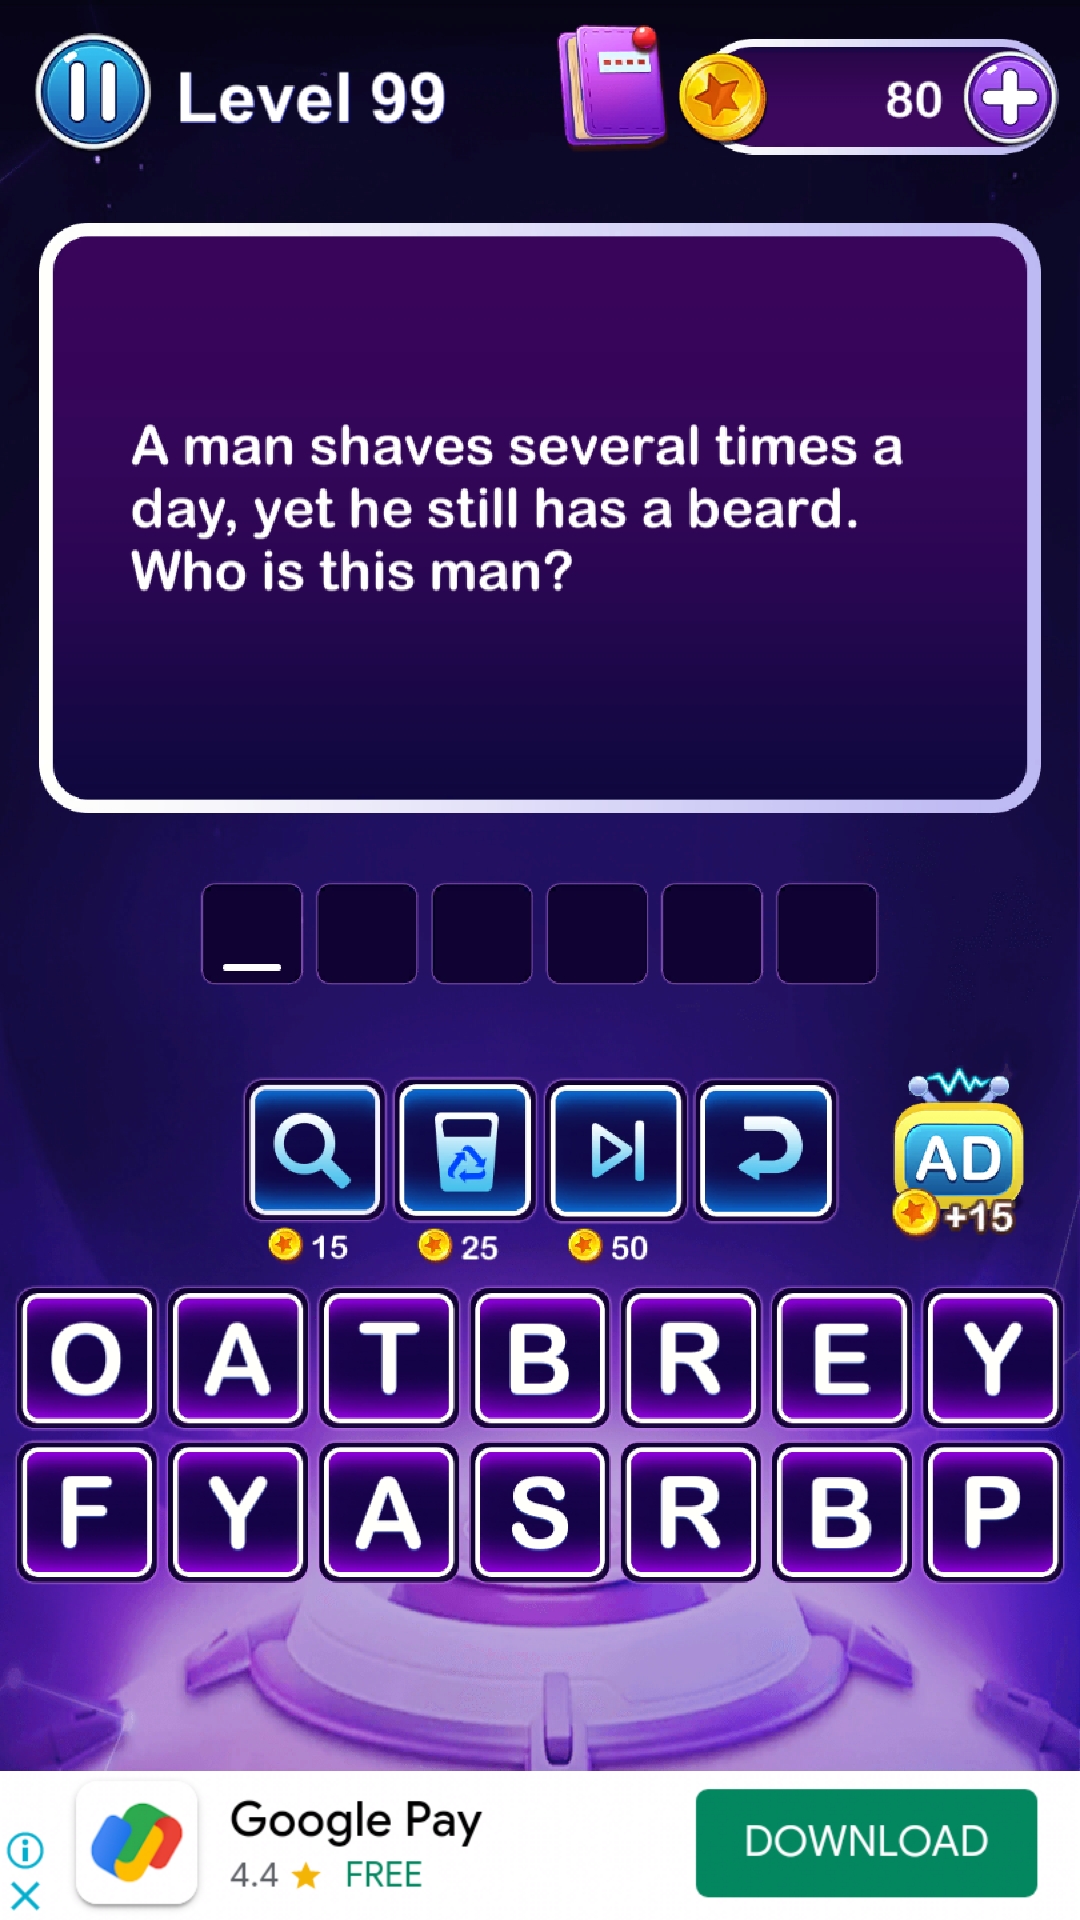 Level 99
80
A man shaves several times a
day, yet he still has a beard.
Who is this man?
AD
+15
15 25 50
O A T B R E Y
F Y A S R B P
Google Pay
4.4 FREE
DOWNLOAD